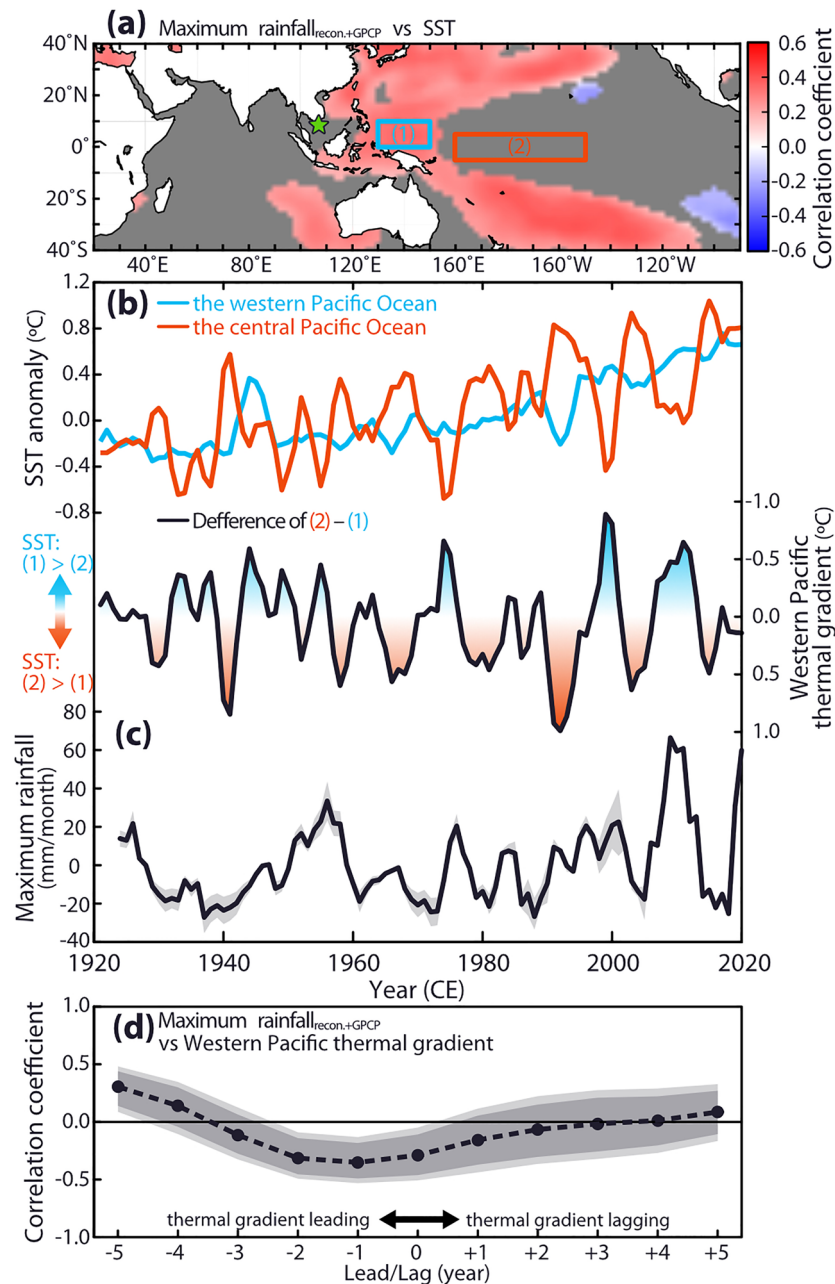 (a) Maximum rainfall recon.+GPCP vs SST
40°N
20°N
0°
20°S
40°S
40°E 80°E 120°E 160°E 160°W 120°W
(1)
(2)
0.6
0.4
0.2
0.0
-0.2
-0.4
-0.6
Correlation coefficient
(b) the western Pacific Ocean
the central Pacific Ocean
1.2
0.8
0.4
0.0
-0.4
-0.8
SST anomaly (ºC)
Defference of (2) – (1)
SST:
(1) > (2)
SST:
(2) > (1)
-1.0
-0.5
0.0
0.5
1.0
Western Pacific
thermal gradient (ºC)
(c)
80
60
40
20
0
-20
-40
Maximum rainfall
(mm/month)
1920 1940 1960 1980 2000 2020
Year (CE)
(d) Maximum rainfall recon.+GPCP
vs Western Pacific thermal gradient
1.0
0.5
0.0
-0.5
-1.0
Correlation coefficient
thermal gradient leading thermal gradient lagging
-5 -4 -3 -2 -1 0 +1 +2 +3 +4 +5
Lead/Lag (year)